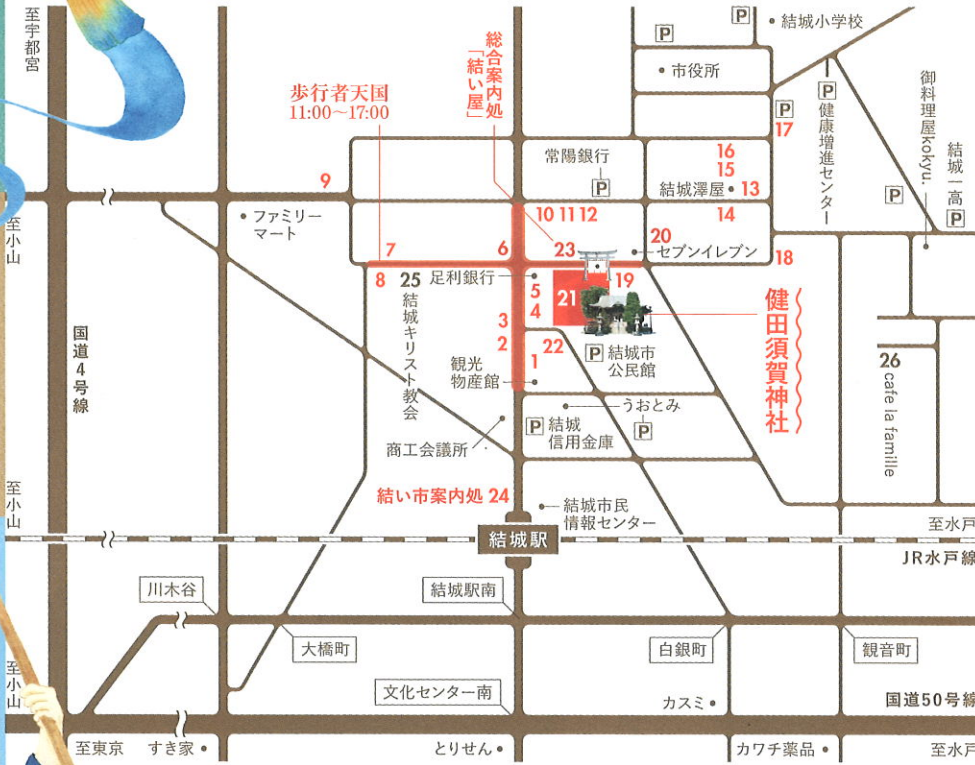 至宇都宮
総合案内処
「結い屋」
歩行者天国
11:00～17:00
P
P
結城小学校
市役所
P
17
P
健康増進センター
御料理屋kokyu.
結城一高
P
P
9
常陽銀行
P
16
15
結城澤屋
13
14
ファミリー
マート
至小山
7
6
10 11 12
23
20
セブンイレブン
18
8
25
結城キリスト教会
足利銀行
5
4
21
19
健田須賀神社
国道4号線
3
2
観光
物産館
1
22
P
結城市
公民館
26
cafe la famille
うおとみ
P
P
結城
信用金庫
商工会議所
至小山
結い市案内処 24
結城市民
情報センター
至水戸
結城駅
JR水戸線
川木谷
結城駅南
大橋町
白銀町
観音町
至小山
文化センター南
カスミ
国道50号線
至東京
すき家
とりせん
カワチ薬品
至水戸